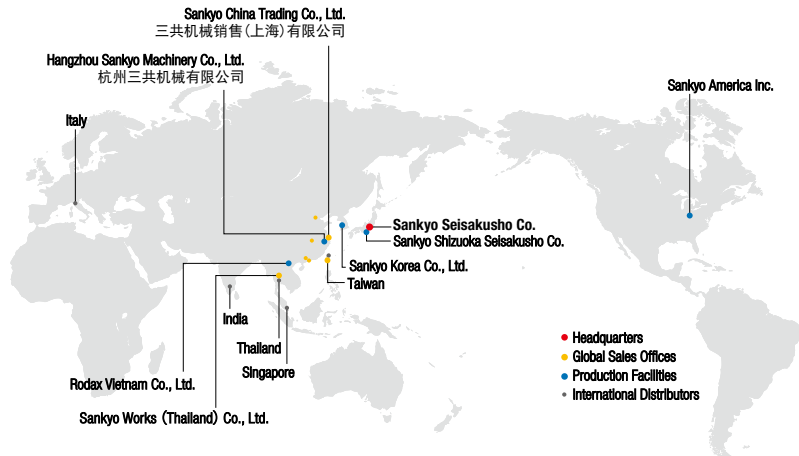 Sankyo China Trading Co., Ltd.
三共机械销售(上海)有限公司
Hangzhou Sankyo Machinery Co., Ltd.
杭州三共机械有限公司
Sankyo America Inc.
Italy
Sankyo Seisakusho Co.
Sankyo Shizuoka Seisakusho Co.
Sankyo Korea Co., Ltd.
Taiwan
India
Thailand
Singapore
Rodax Vietnam Co., Ltd.
Sankyo Works (Thailand) Co., Ltd.
Headquarters
Global Sales Offices
Production Facilities
International Distributors